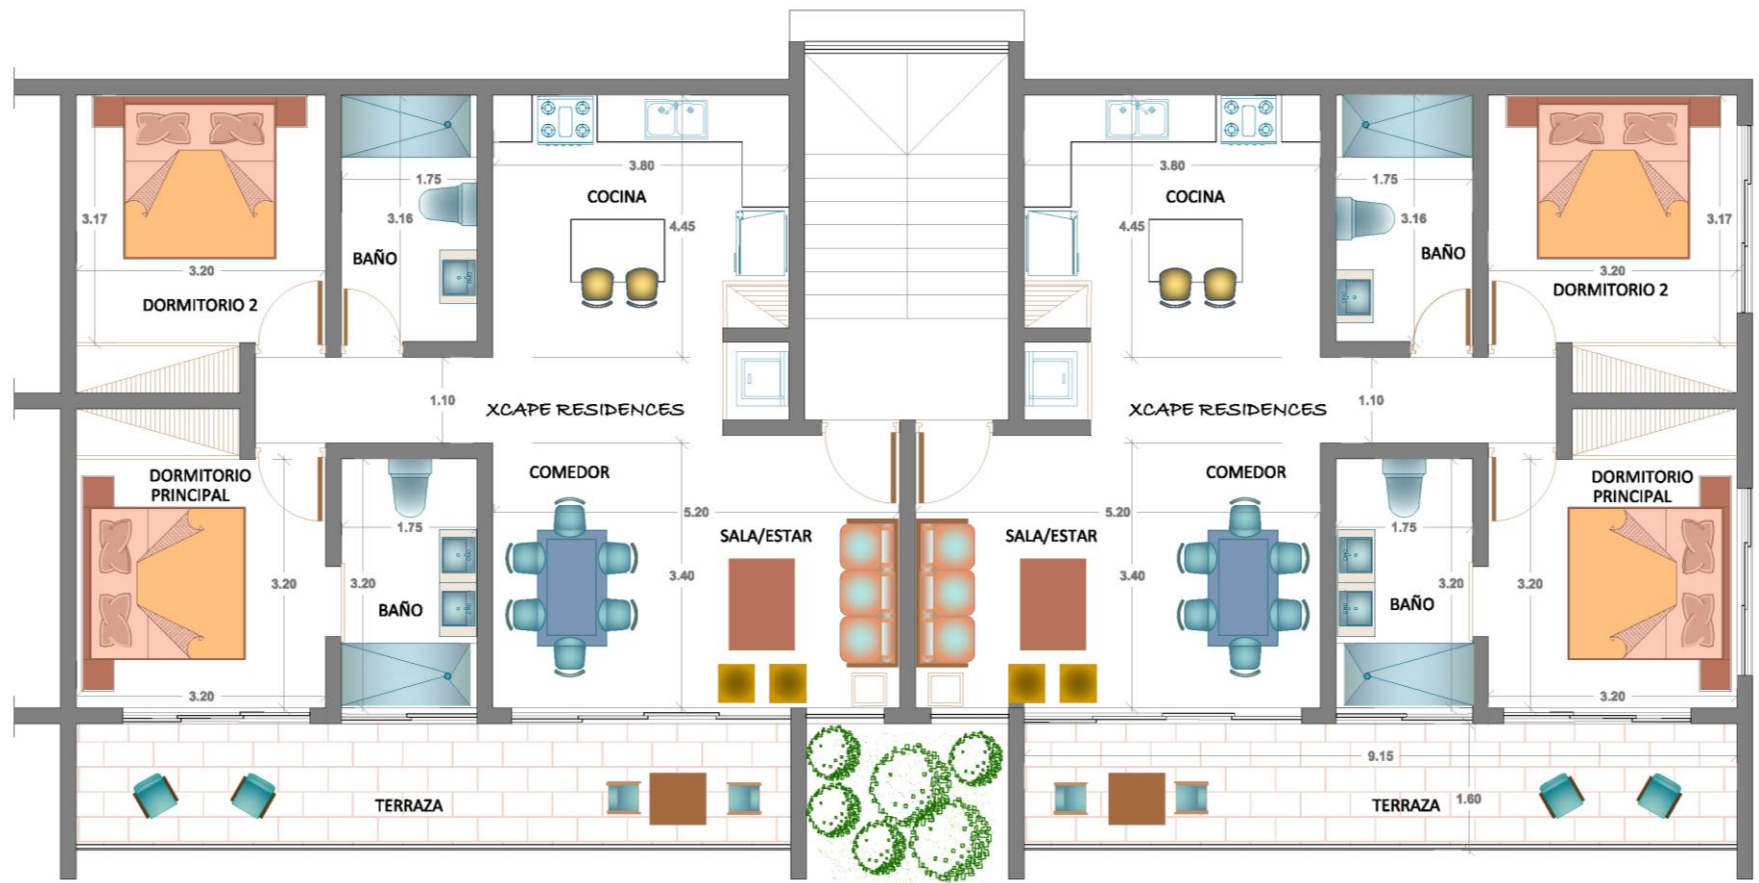 3.80
3.80
1.75
1.75
COCINA
COCINA
3.17
3.16
4.45
4.45
3.16
3.17
BAÑO
BAÑO
3.20
3.20
DORMITORIO 2
DORMITORIO 2
1.10
XCAPE RESIDENCES
XCAPE RESIDENCES
1.10
DORMITORIO
PRINCIPAL
COMEDOR
COMEDOR
DORMITORIO
PRINCIPAL
1.75
5.20
5.20
1.75
SALA/ESTAR
SALA/ESTAR
3.20
3.20
3.40
3.40
3.20
3.20
BAÑO
BAÑO
3.20
3.20
9.15
TERRAZA
TERRAZA
1.60